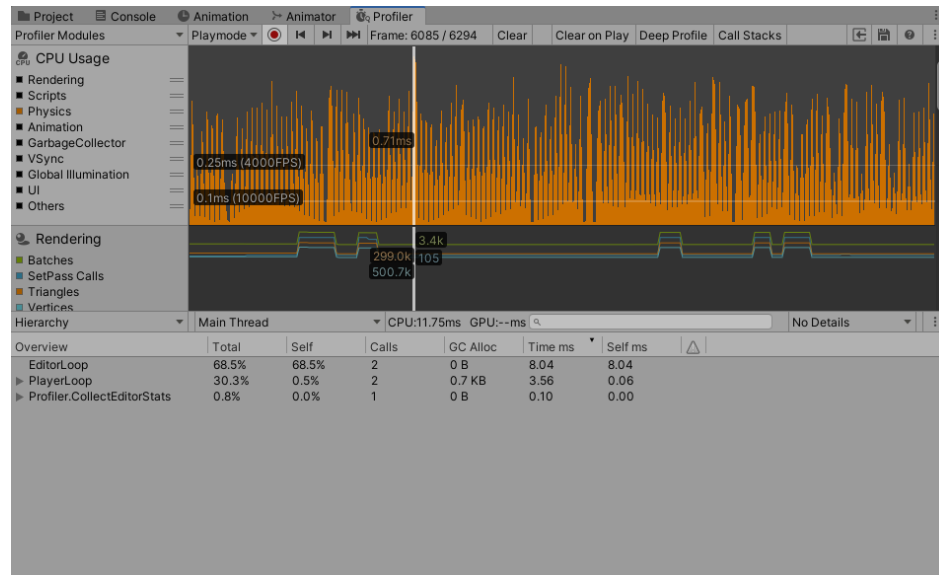 Project Console Animation Animator Profiler
Profiler Modules Playmode Frame: 6085 / 6294 Clear Clear on Play Deep Profile Call Stacks
CPU Usage
CPU
Rendering
Scripts
Physics
Animation
GarbageCollector
VSync
Global Illumination
UI
Others
0.71ms
0.25ms (4000FPS)
0.1ms (10000FPS)
Rendering
Batches
SetPass Calls
Triangles
Vertices
3.4k
299.0k 105
500.7k
Hierarchy Main Thread CPU:11.75ms GPU:--ms No Details
Overview Total Self Calls GC Alloc Time ms Self ms
EditorLoop 68.5% 68.5% 2 0 B 8.04 8.04
PlayerLoop 30.3% 0.5% 2 0.7 KB 3.56 0.06
Profiler.CollectEditorStats 0.8% 0.0% 1 0 B 0.10 0.00